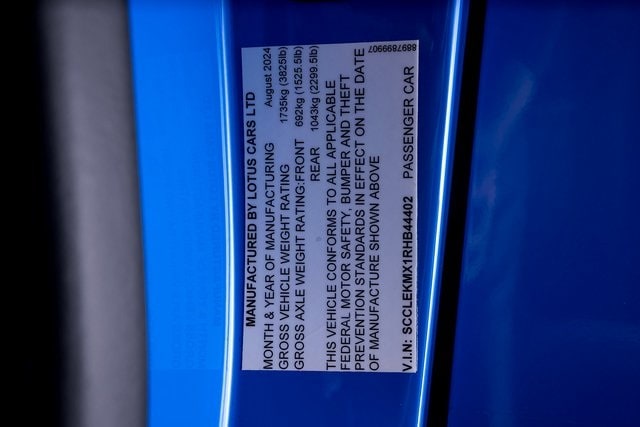 MANUFACTURED BY LOTUS CARS LTD
MONTH & YEAR OF MANUFACTURING August 2024
GROSS VEHICLE WEIGHT RATING 1735kg (3825lb)
GROSS AXLE WEIGHT RATING: FRONT 692kg (1525.5lb)
REAR 1043kg (2299.5lb)
THIS VEHICLE CONFORMS TO ALL APPLICABLE
FEDERAL MOTOR SAFETY, BUMPER AND THEFT
PREVENTION STANDARDS IN EFFECT ON THE DATE
OF MANUFACTURE SHOWN ABOVE
V.I.N: SCCLEKMX1RHB44402 PASSENGER CAR
8897899907